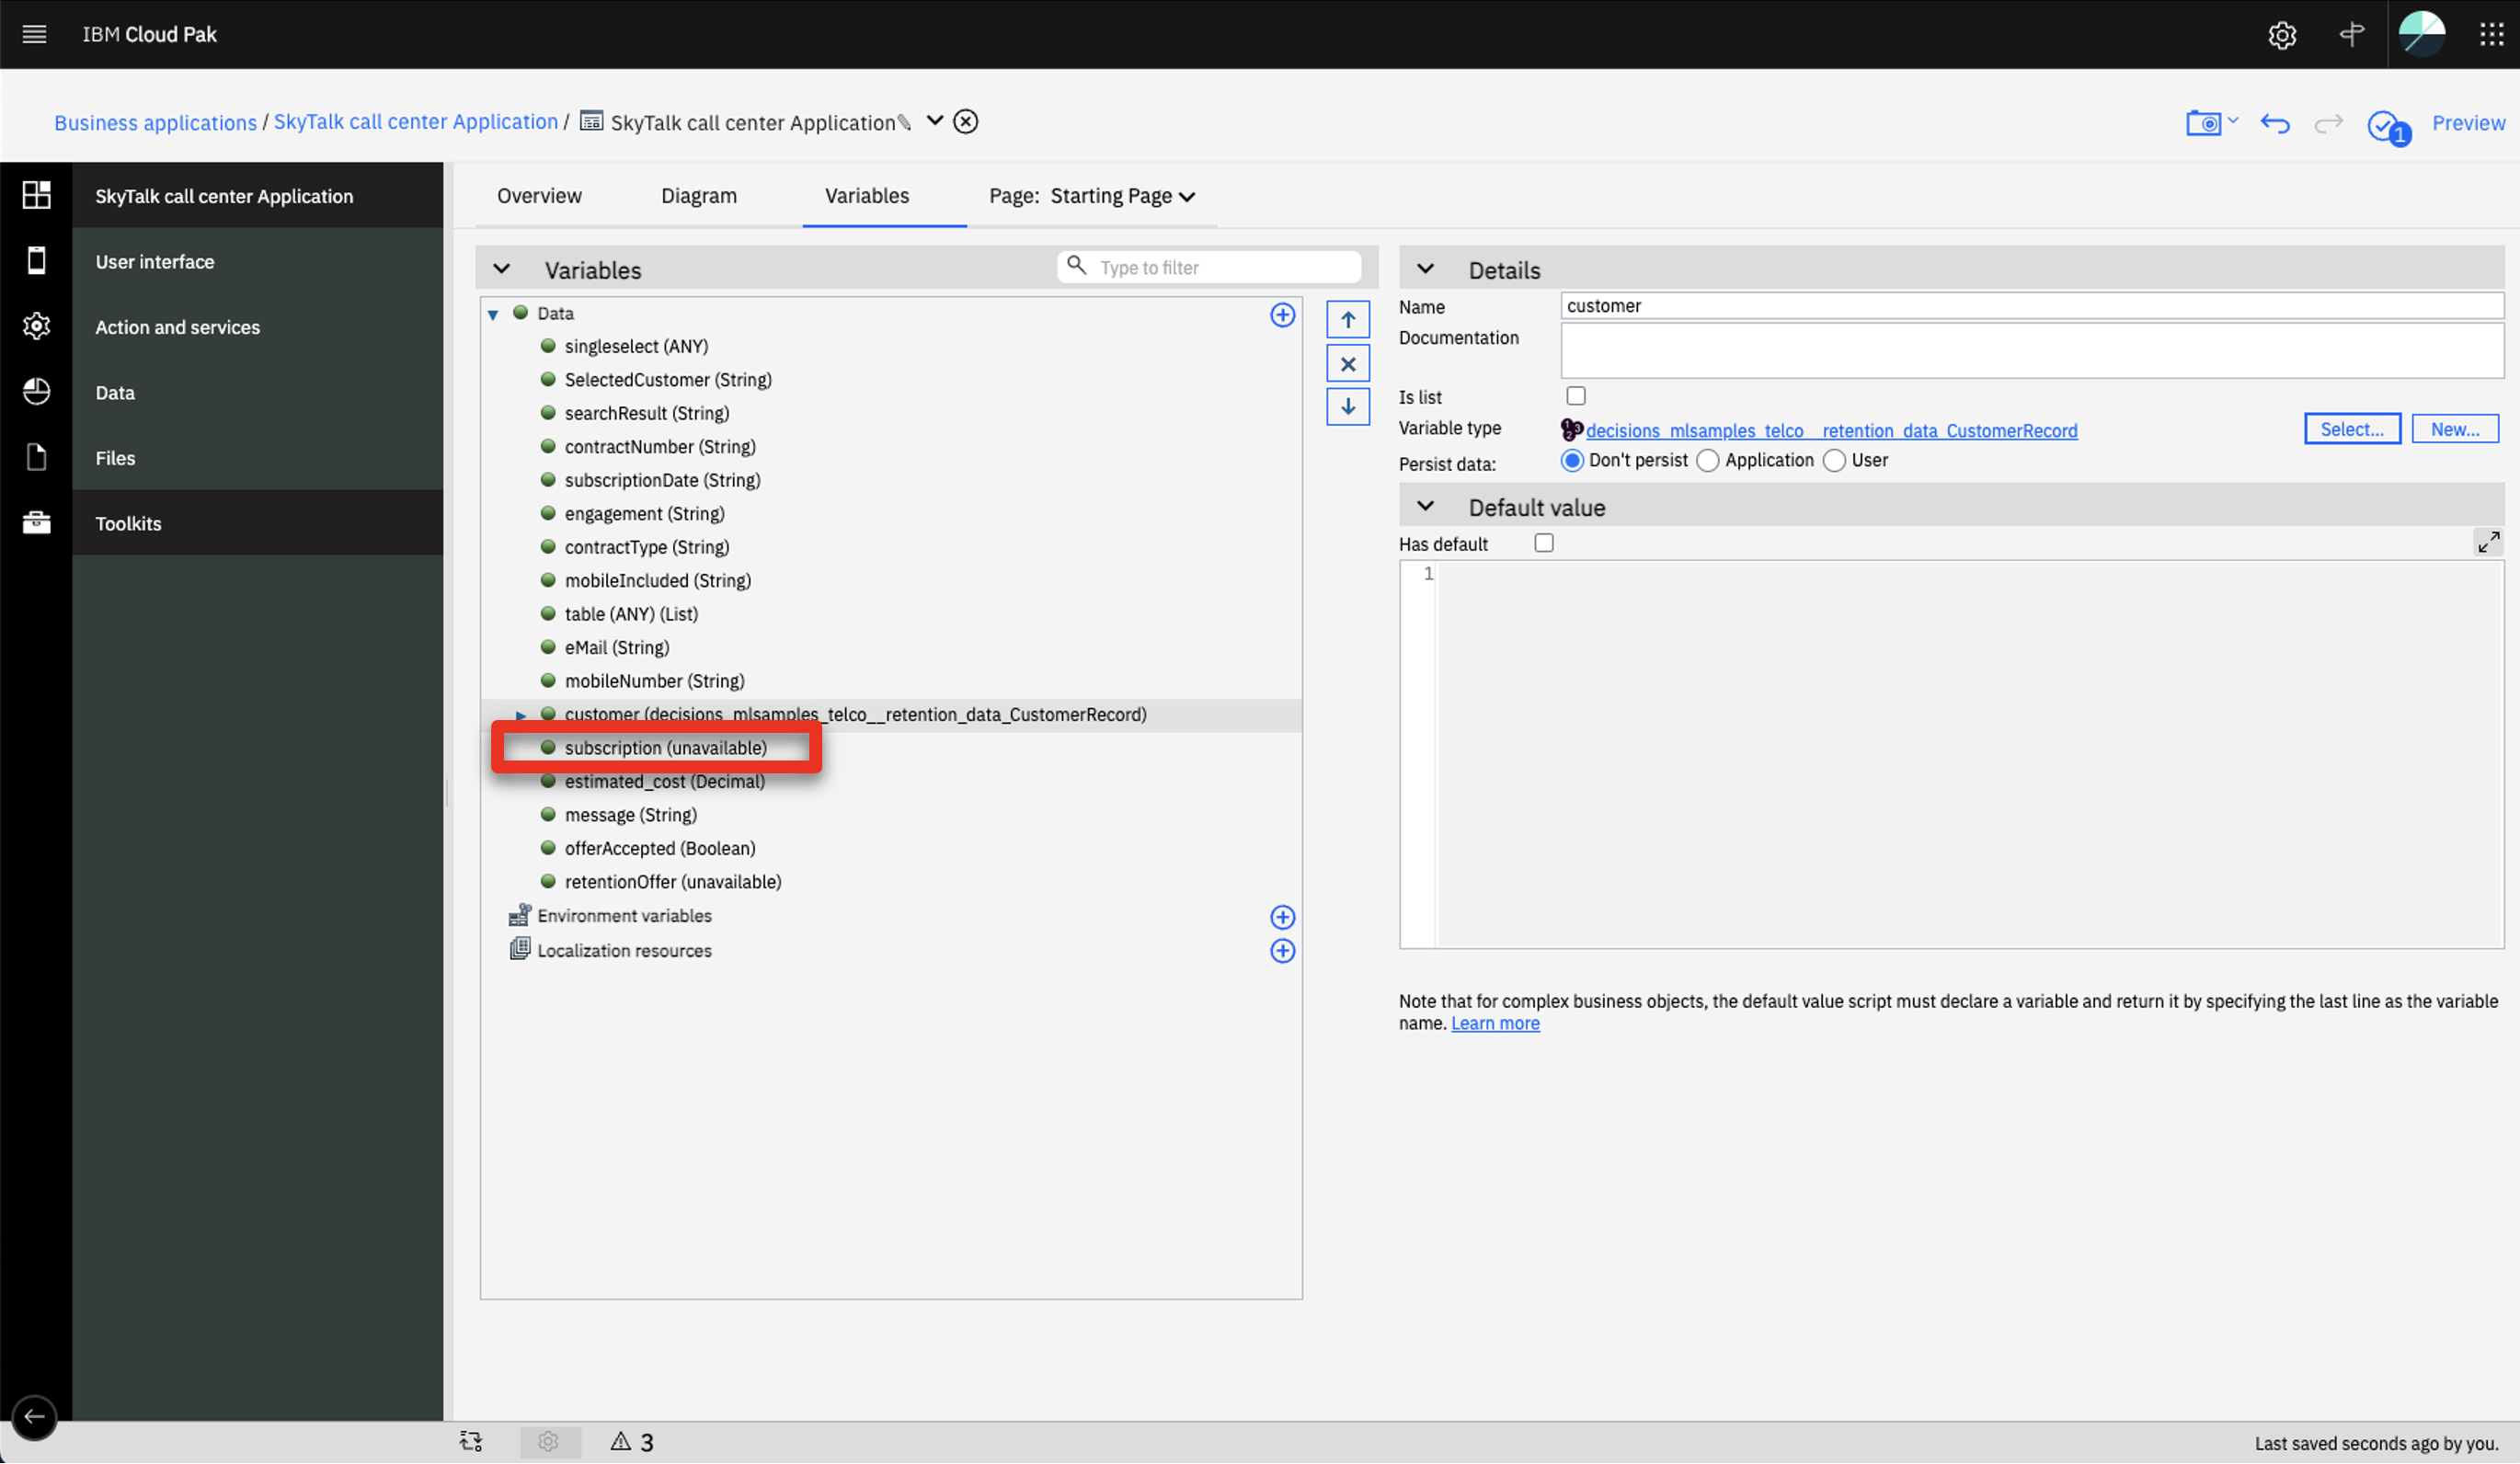 IBM Cloud Pak
Business applications / SkyTalk call center Application / SkyTalk call center Application
1
Preview
SkyTalk call center Application
User interface
Action and services
Data
Files
Toolkits
Overview Diagram Variables Page: Starting Page
Variables
Type to filter
Data
singleselect (ANY)
SelectedCustomer (String)
searchResult (String)
contractNumber (String)
subscriptionDate (String)
engagement (String)
contractType (String)
mobileIncluded (String)
table (ANY) (List)
eMail (String)
mobileNumber (String)
customer (decisions_mlsamples_telco__retention_data_CustomerRecord)
subscription (unavailable)
estimated_cost (Decimal)
message (String)
offerAccepted (Boolean)
retentionOffer (unavailable)
Environment variables
Localization resources
Details
Name customer
Documentation
Is list
Variable type decisions_mlsamples_telco__retention_data_CustomerRecord Select... New...
Persist data: Don't persist Application User
Default value
Has default
1
Note that for complex business objects, the default value script must declare a variable and return it by specifying the last line as the variable
name. Learn more
3
Last saved seconds ago by you.